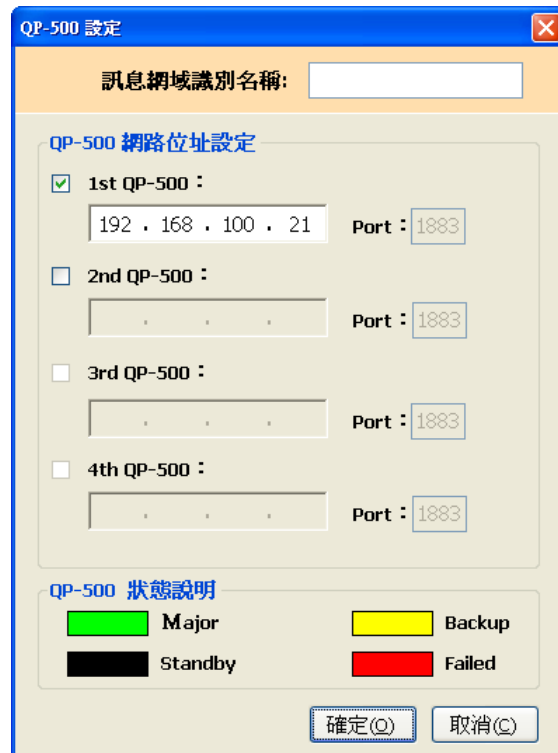 QP-500 設定
訊息網域識別名稱:
QP-500 網路位址設定
1st QP-500：
192 . 168 . 100 . 21 Port：1883
2nd QP-500：
. . . Port：1883
3rd QP-500：
. . . Port：1883
4th QP-500：
. . . Port：1883
QP-500 狀態說明
Major Backup
Standby Failed
確定(O) 取消(C)